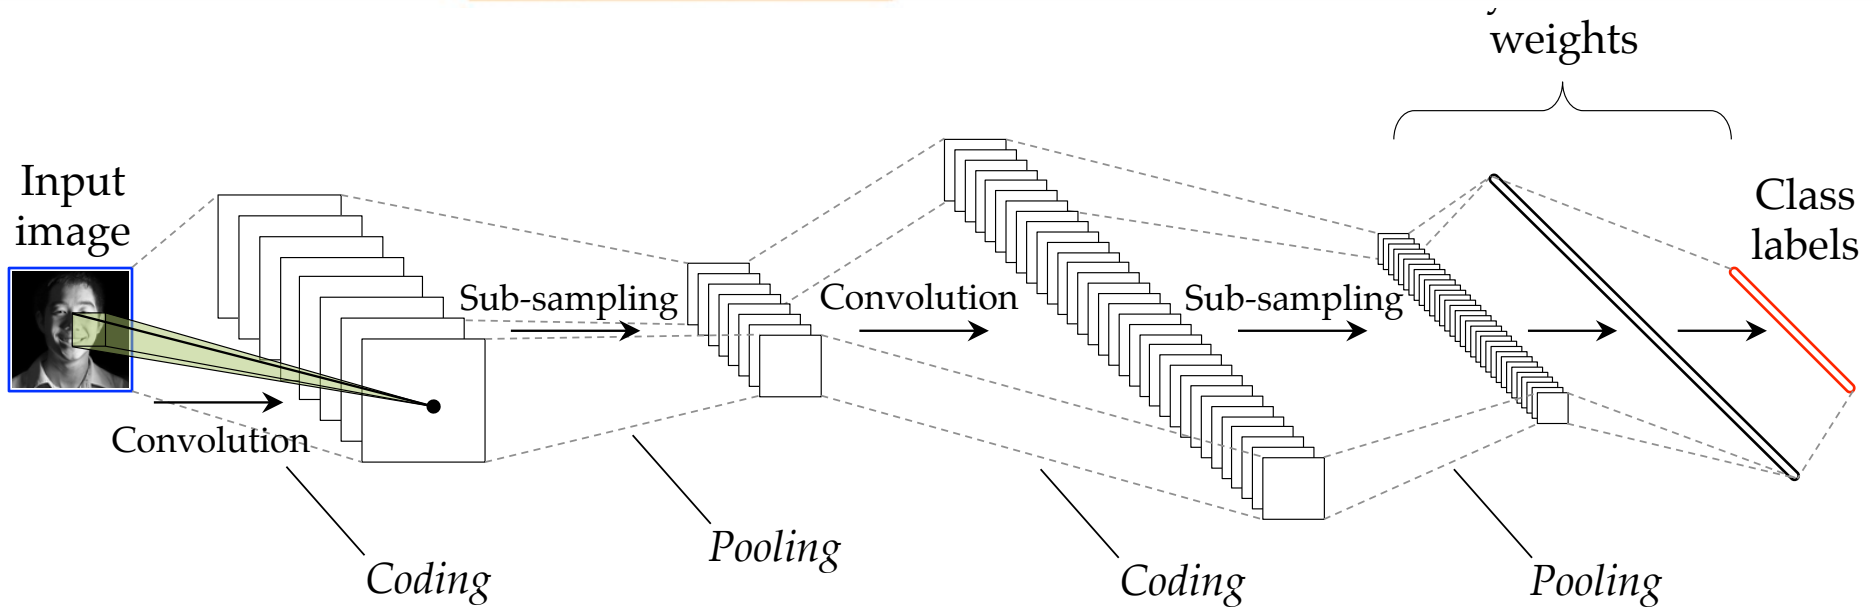 weights
Input
image
Class
labels
Sub-sampling
Convolution
Sub-sampling
Convolution
Pooling
Coding
Coding
Pooling